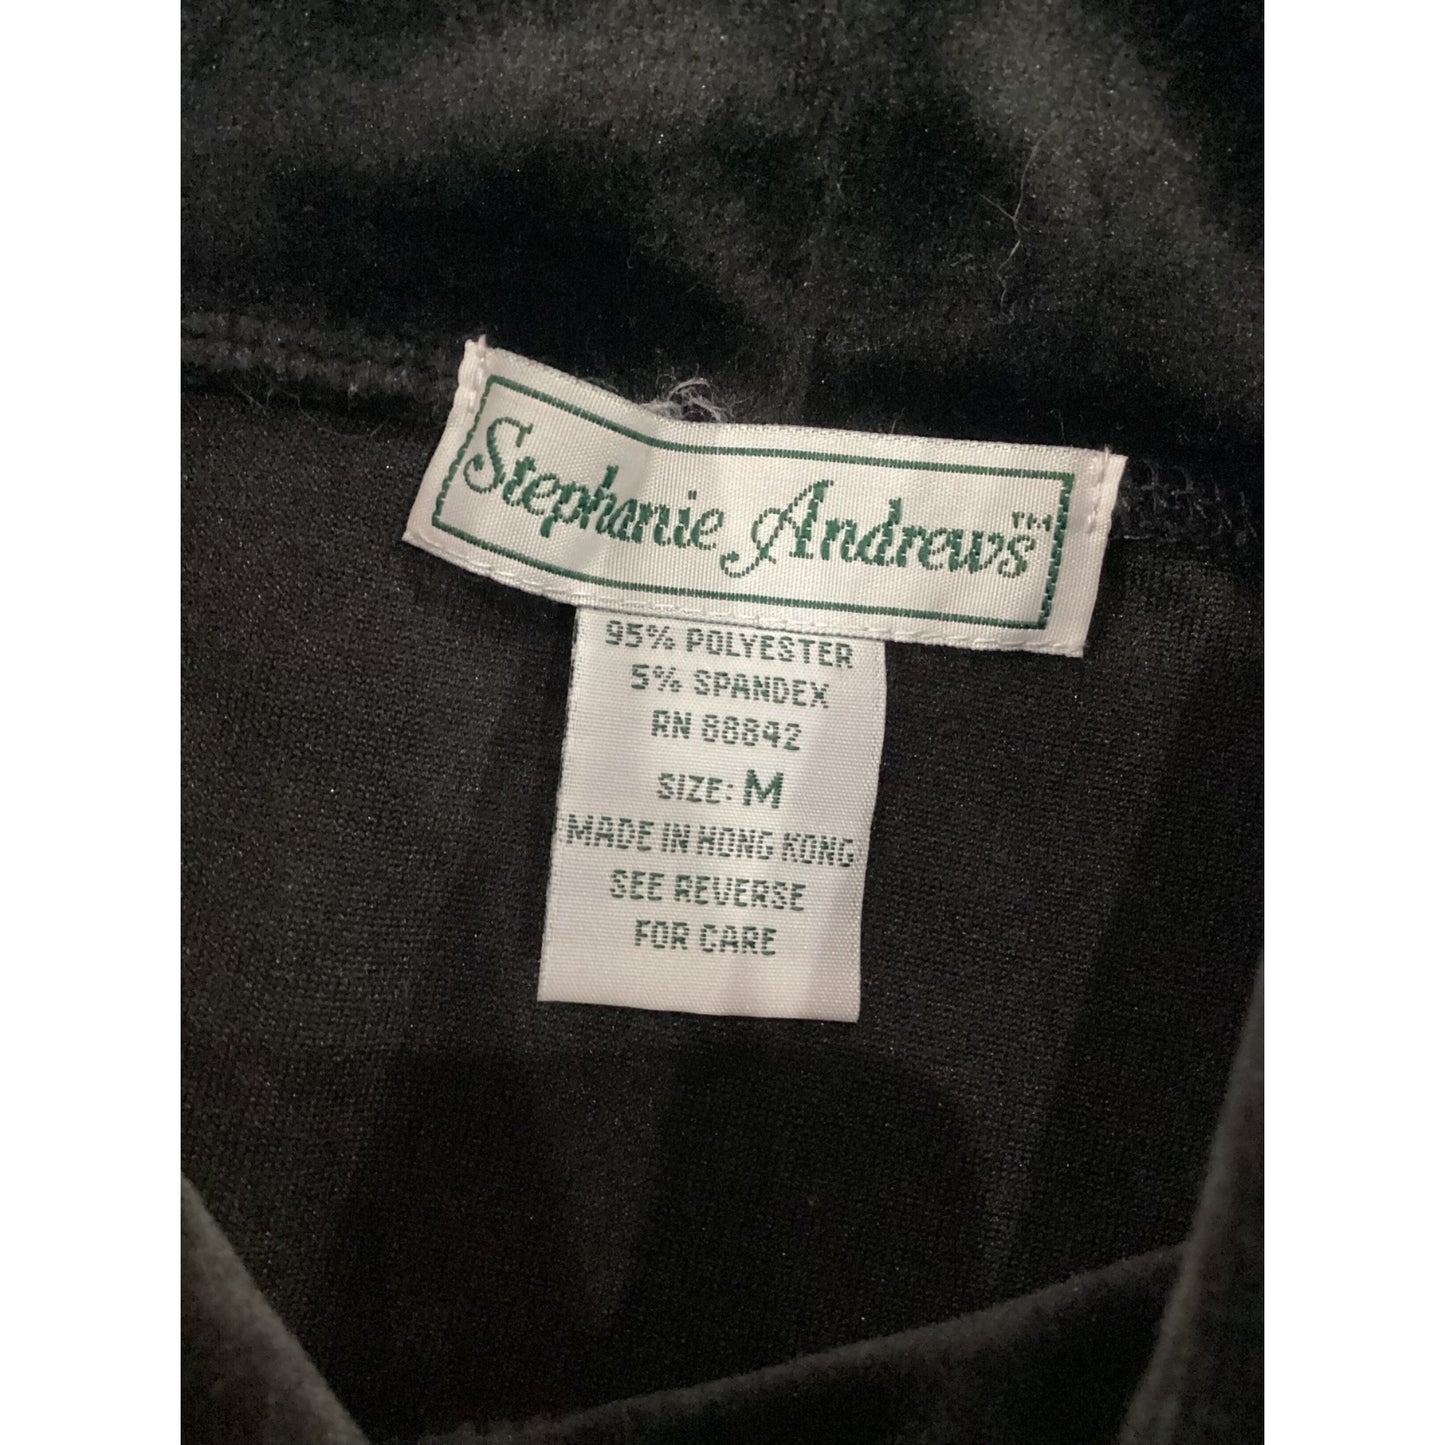 Stephanie Andrews™
95% POLYESTER
5% SPANDEX
RN 88842
SIZE: M
MADE IN HONG KONG
SEE REVERSE
FOR CARE